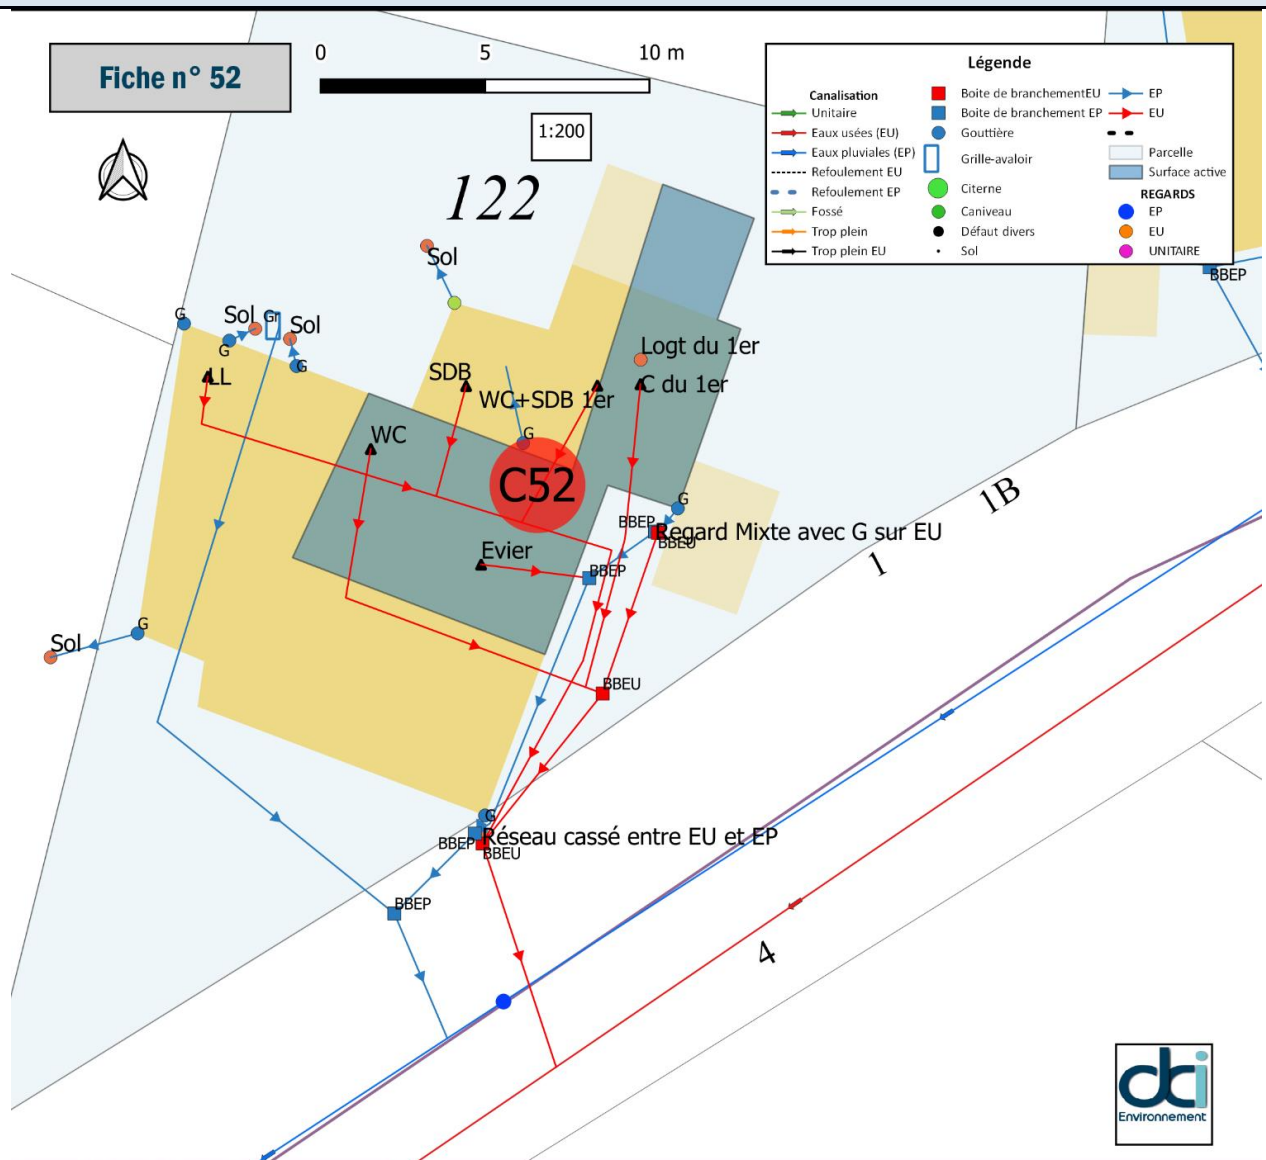 Fiche n° 52
0 5 10 m
1:200
Légende
Canalisation
Unitaire
Eaux usées (EU)
Eaux pluviales (EP)
Refoulement EU
Refoulement EP
Fossé
Trop plein
Trop plein EU
Boite de branchementEU
Boite de branchement EP
Gouttière
Grille-avaloir
Citerne
Caniveau
Défaut divers
Sol
EP
EU
Parcelle
Surface active
REGARDS
EP
EU
UNITAIRE
122
BBEP
Sol
G
Sol
Gr
Sol
G
G
Logt du 1er
LL
SDB
C du 1er
WC+SDB 1er
WC
G
C52
G
BBEP
Regard Mixte avec G sur EU
BBEU
1B
1
Evier
BBEP
G
Sol
BBEU
G
BBEP
Réseau cassé entre EU et EP
BBEU
BBEP
4
dci
Environnement